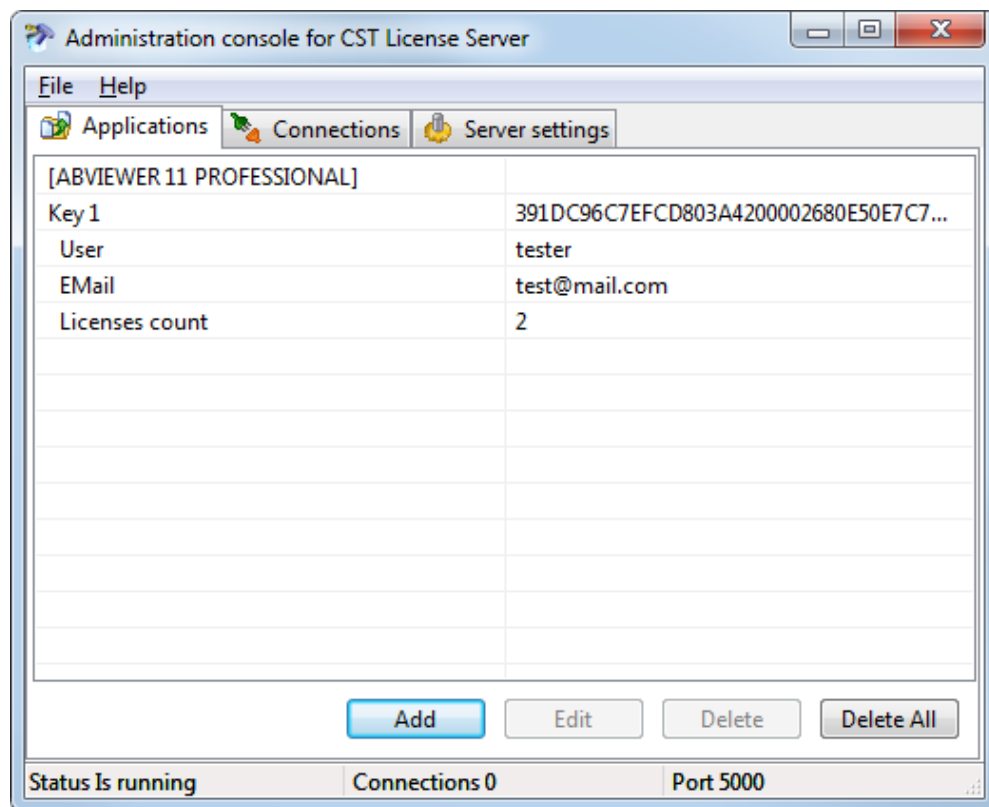 Administration console for CST License Server
File Help
Applications Connections Server settings
[ABVIEWER 11 PROFESSIONAL]
Key 1 391DC96C7EFCD803A4200002680E50E7C7...
User tester
EMail test@mail.com
Licenses count 2
Add Edit Delete Delete All
Status Is running Connections 0 Port 5000